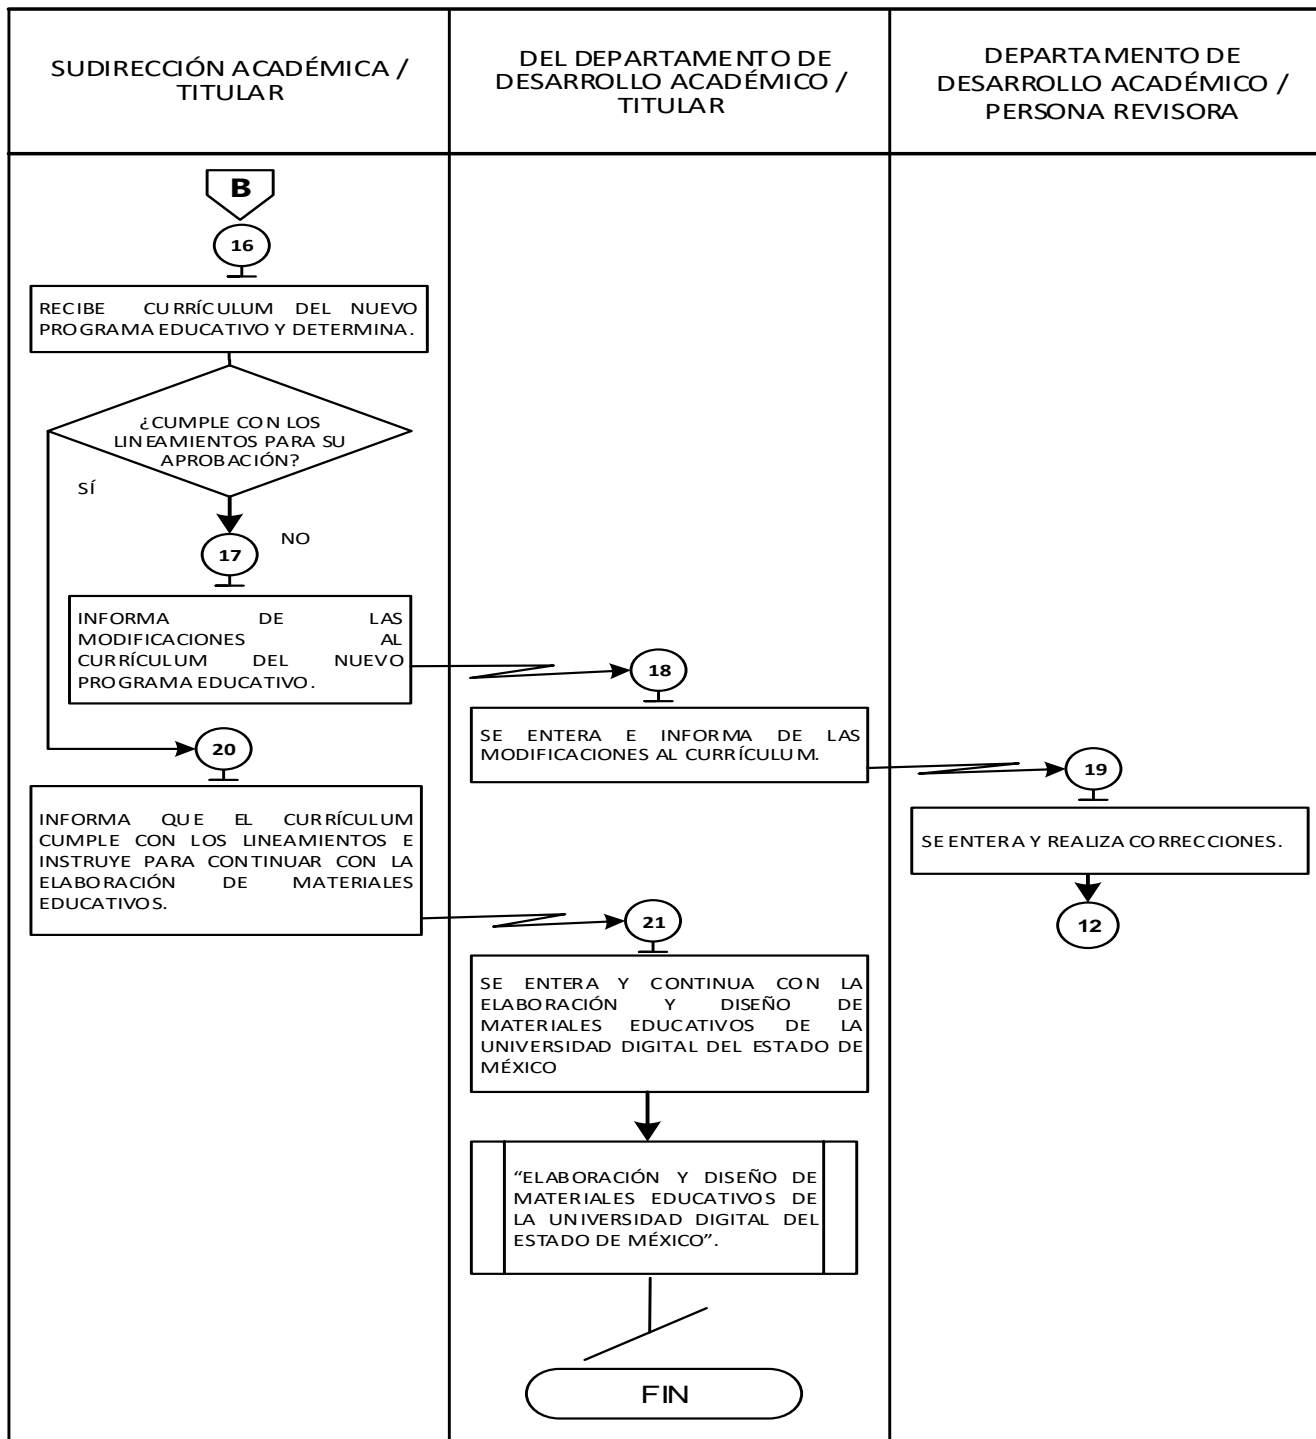 SUDIRECCIÓN ACADÉMICA /
TITULAR
DEL DEPARTAMENTO DE
DESARROLLO ACADÉMICO /
TITULAR
DEPARTAMENTO DE
DESARROLLO ACADÉMICO /
PERSONA REVISORA
B
16
RECIBE CURRÍCULUM DEL NUEVO
PROGRAMA EDUCATIVO Y DETERMINA.
¿CUMPLE CON LOS
LINEAMIENTOS PARA SU
APROBACIÓN?
SÍ
NO
17
INFORMA DE LAS
MODIFICACIONES AL
CURRÍCULUM DEL NUEVO
PROGRAMA EDUCATIVO.
18
SE ENTERA E INFORMA DE LAS
MODIFICACIONES AL CURRÍCULUM.
19
SE ENTERA Y REALIZA CORRECCIONES.
12
20
INFORMA QUE EL CURRÍCULUM
CUMPLE CON LOS LINEAMIENTOS E
INSTRUYE PARA CONTINUAR CON LA
ELABORACIÓN DE MATERIALES
EDUCATIVOS.
21
SE ENTERA Y CONTINUA CON LA
ELABORACIÓN Y DISEÑO DE
MATERIALES EDUCATIVOS DE LA
UNIVERSIDAD DIGITAL DEL ESTADO DE
MÉXICO
“ELABORACIÓN Y DISEÑO DE
MATERIALES EDUCATIVOS DE
LA UNIVERSIDAD DIGITAL DEL
ESTADO DE MÉXICO”.
FIN